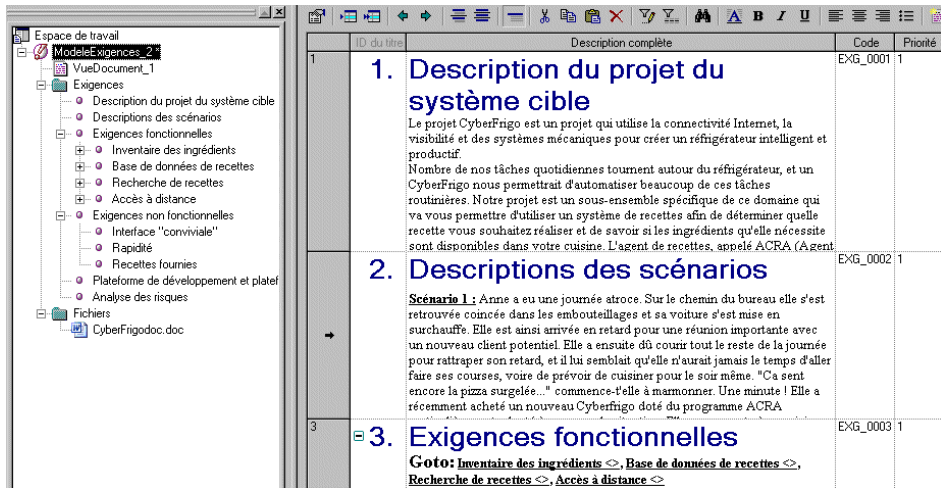 Espace de travail
ModeleExigences_2 *
VueDocument_1
Exigences
Description du projet du système cible
Descriptions des scénarios
Exigences fonctionnelles
Inventaire des ingrédients
Base de données de recettes
Recherche de recettes
Accès à distance
Exigences non fonctionnelles
Interface "conviviale"
Rapidité
Recettes fournies
Plateforme de développement et platef
Analyse des risques
Fichiers
CyberFrigodoc.doc
A B I U
ID du titre Description complète Code Priorité
1 1. Description du projet du EXG_0001 1
système cible
Le projet CyberFrigo est un projet qui utilise la connectivité Internet, la
visibilité et des systèmes mécaniques pour créer un réfrigérateur intelligent et
productif.
Nombre de nos tâches quotidiennes tournent autour du réfrigérateur, et un
CyberFrigo nous permettrait d'automatiser beaucoup de ces tâches
routinières. Notre projet est un sous-ensemble spécifique de ce domaine qui
va vous permettre d'utiliser un système de recettes afin de déterminer quelle
recette vous souhaitez réaliser et de savoir si les ingrédients qu'elle nécessite
sont disponibles dans votre cuisine. L'agent de recettes, appelé ACRA (Agent
2. Descriptions des scénarios EXG_0002 1
Scénario 1 : Anne a eu une journée atroce. Sur le chemin du bureau elle s'est
retrouvée coincée dans les embouteillages et sa voiture s'est mise en
surchauffe. Elle est ainsi arrivée en retard pour une réunion importante avec
un nouveau client potentiel. Elle a ensuite dû courir tout le reste de la journée
pour rattraper son retard, et il lui semblait qu'elle n'aurait jamais le temps d'aller
faire ses courses, voire de prévoir de cuisiner pour le soir même. "Ca sent
encore la pizza surgelée..." commence-t'elle à marmonner. Une minute ! Elle a
récemment acheté un nouveau Cyberfrigo doté du programme ACRA
3 3. Exigences fonctionnelles EXG_0003 1
Goto: Inventaire des ingrédients <>, Base de données de recettes <>,
Recherche de recettes <>, Accès à distance <>